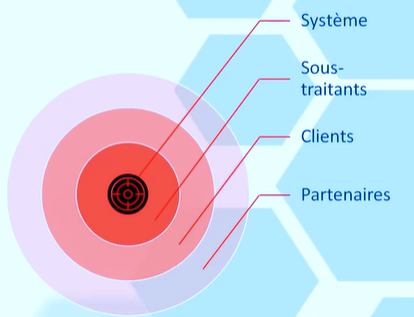 Système
Sous-
traitants
Clients
Partenaires